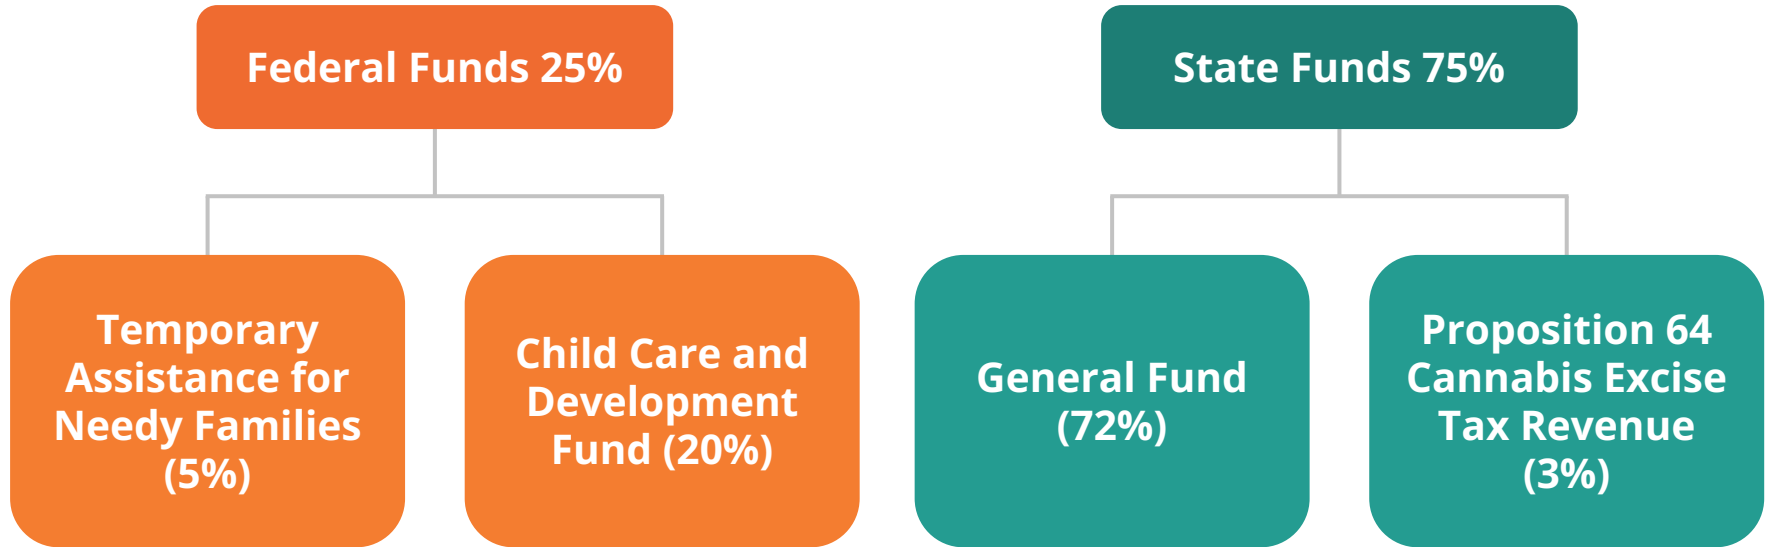 Federal Funds 25%
State Funds 75%
Temporary
Assistance for
Needy Families
(5%)
Child Care and
Development
Fund (20%)
General Fund
(72%)
Proposition 64
Cannabis Excise
Tax Revenue
(3%)